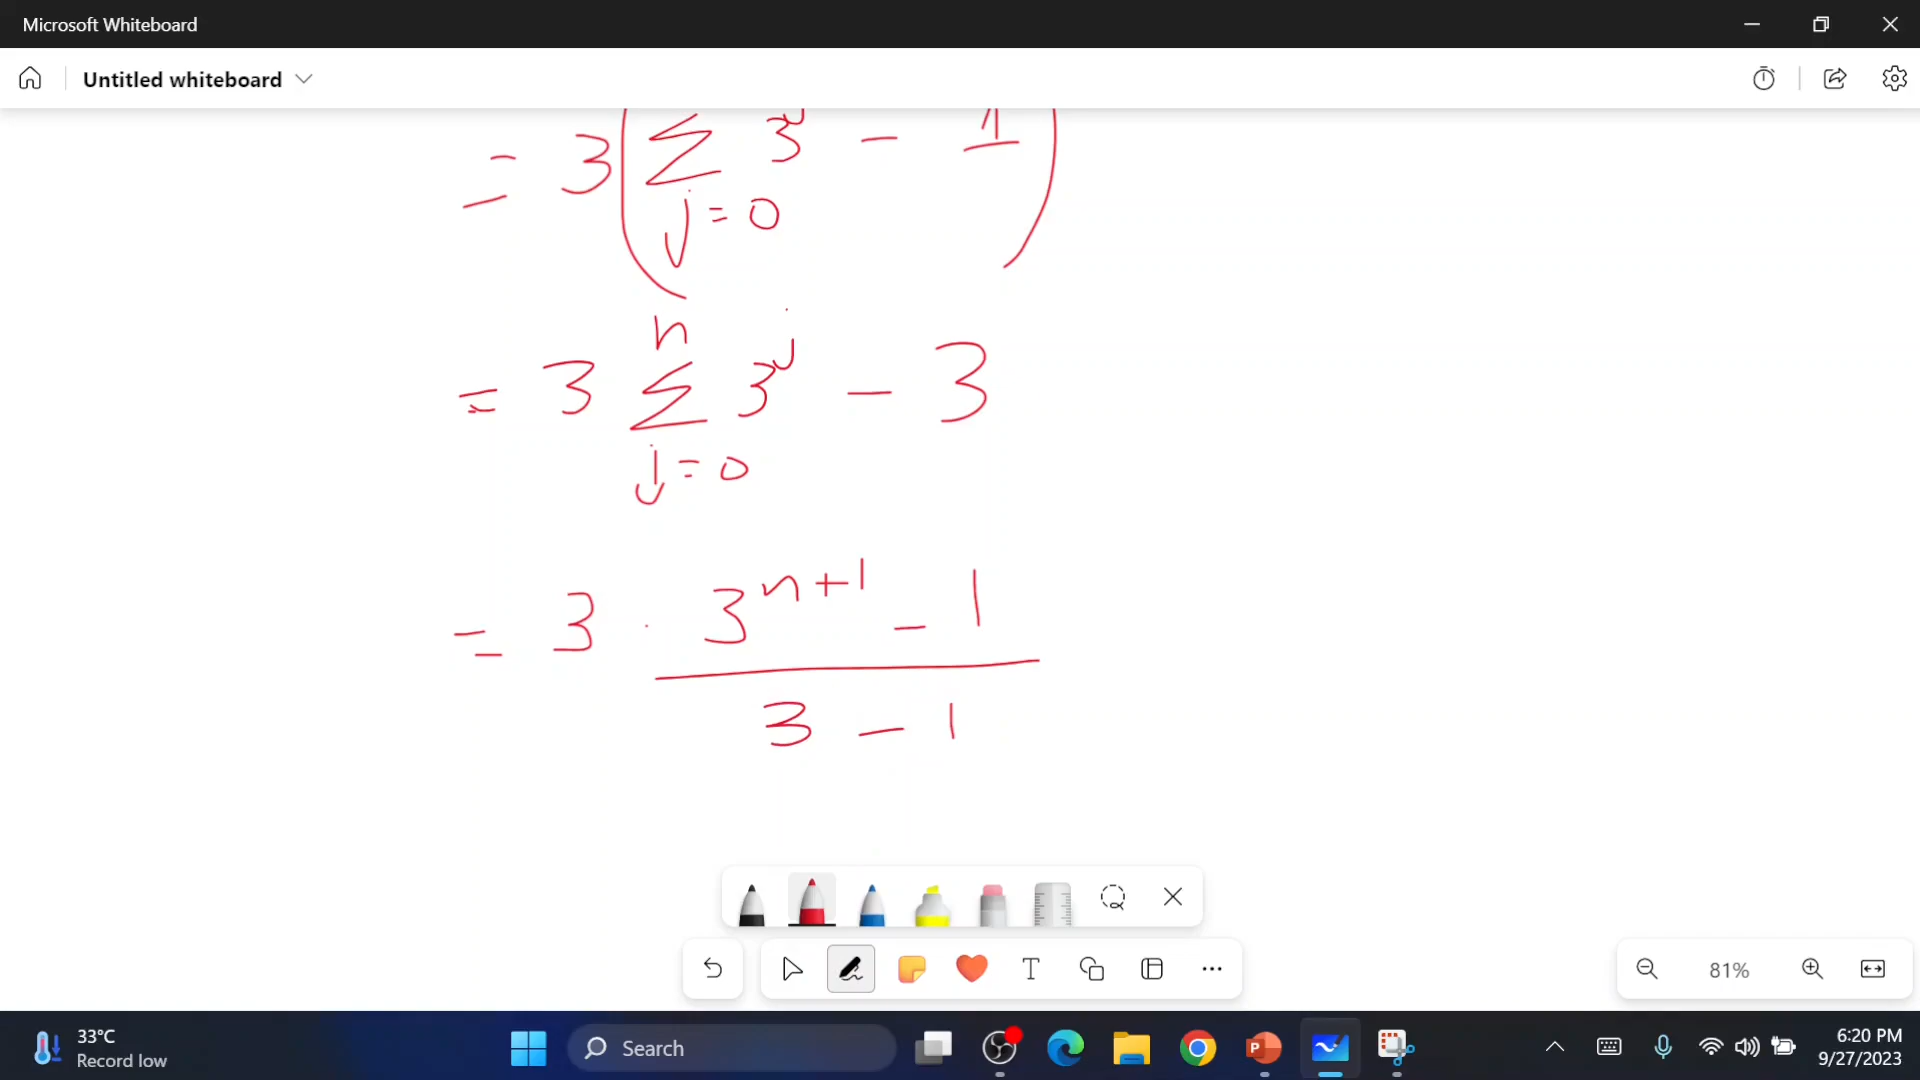 Microsoft Whiteboard
Untitled whiteboard
= 3 ( Σ 3^j - 1 )
j = 0
n
= 3 Σ 3^j - 3
j = 0
= 3 · 3^{n+1} - 1
3 - 1
81%
33°C
Record low
Search
6:20 PM
9/27/2023